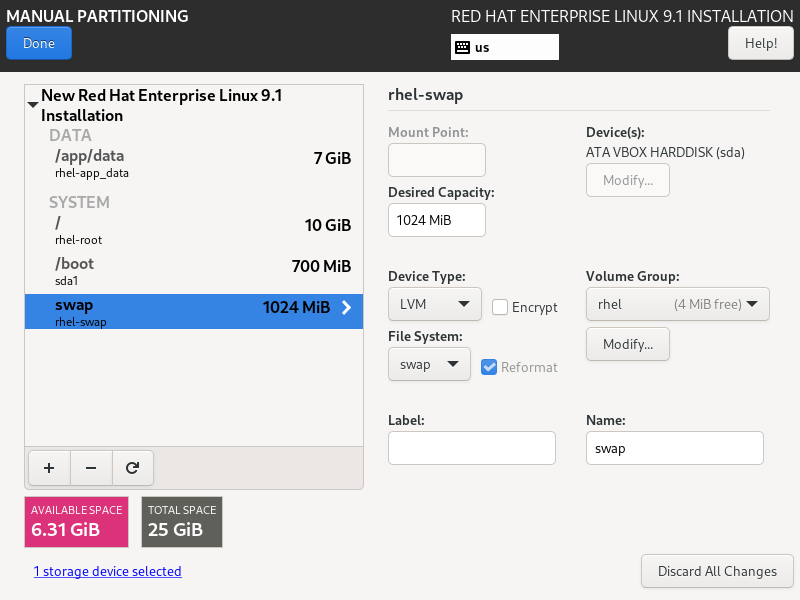 MANUAL PARTITIONING
RED HAT ENTERPRISE LINUX 9.1 INSTALLATION
Done
us
Help!
New Red Hat Enterprise Linux 9.1
Installation
DATA
/app/data
7 GiB
rhel-app_data
SYSTEM
/
10 GiB
rhel-root
/boot
700 MiB
sda1
swap
1024 MiB
rhel-swap
+ −
AVAILABLE SPACE
6.31 GiB
TOTAL SPACE
25 GiB
1 storage device selected
rhel-swap
Mount Point:
Device(s):
ATA VBOX HARDDISK (sda)
Modify...
Desired Capacity:
1024 MiB
Device Type:
LVM
Encrypt
Volume Group:
rhel (4 MiB free)
Modify...
File System:
swap
Reformat
Label:
Name:
swap
Discard All Changes